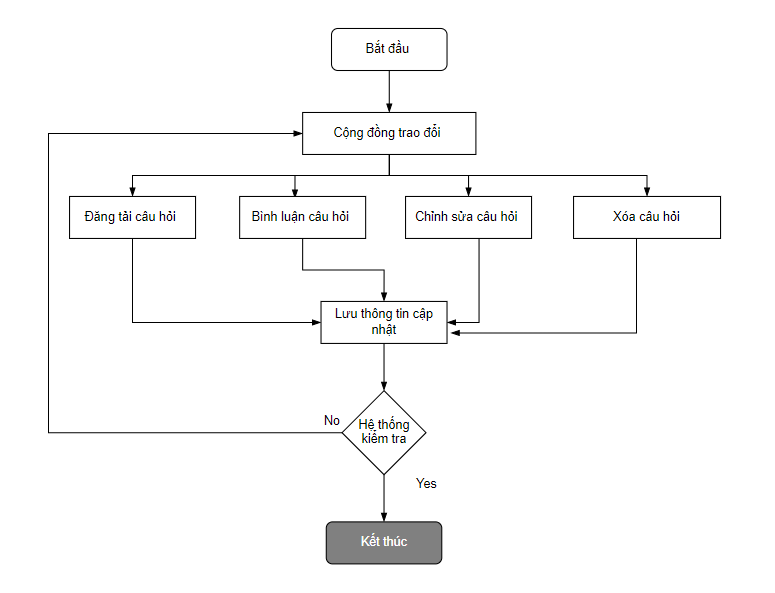 Bắt đầu
Cộng đồng trao đổi
Đăng tải câu hỏi
Bình luận câu hỏi
Chỉnh sửa câu hỏi
Xóa câu hỏi
Lưu thông tin cập
nhật
No
Hệ thống
kiểm tra
Yes
Kết thúc